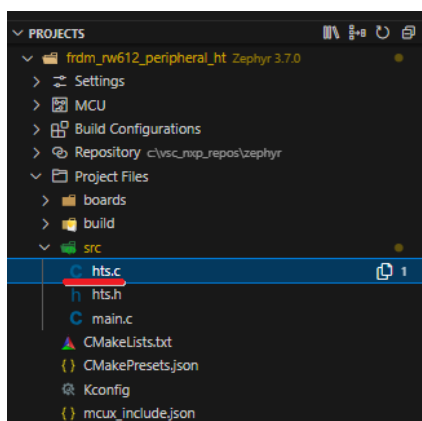 PROJECTS
frdm_rw612_peripheral_ht Zephyr 3.7.0
Settings
MCU
Build Configurations
Repository c:\vsc_nxp_repos\zephyr
Project Files
boards
build
src
C hts.c 1
h hts.h
C main.c
CMakeLists.txt
{} CMakePresets.json
Kconfig
{} mcux_include.json